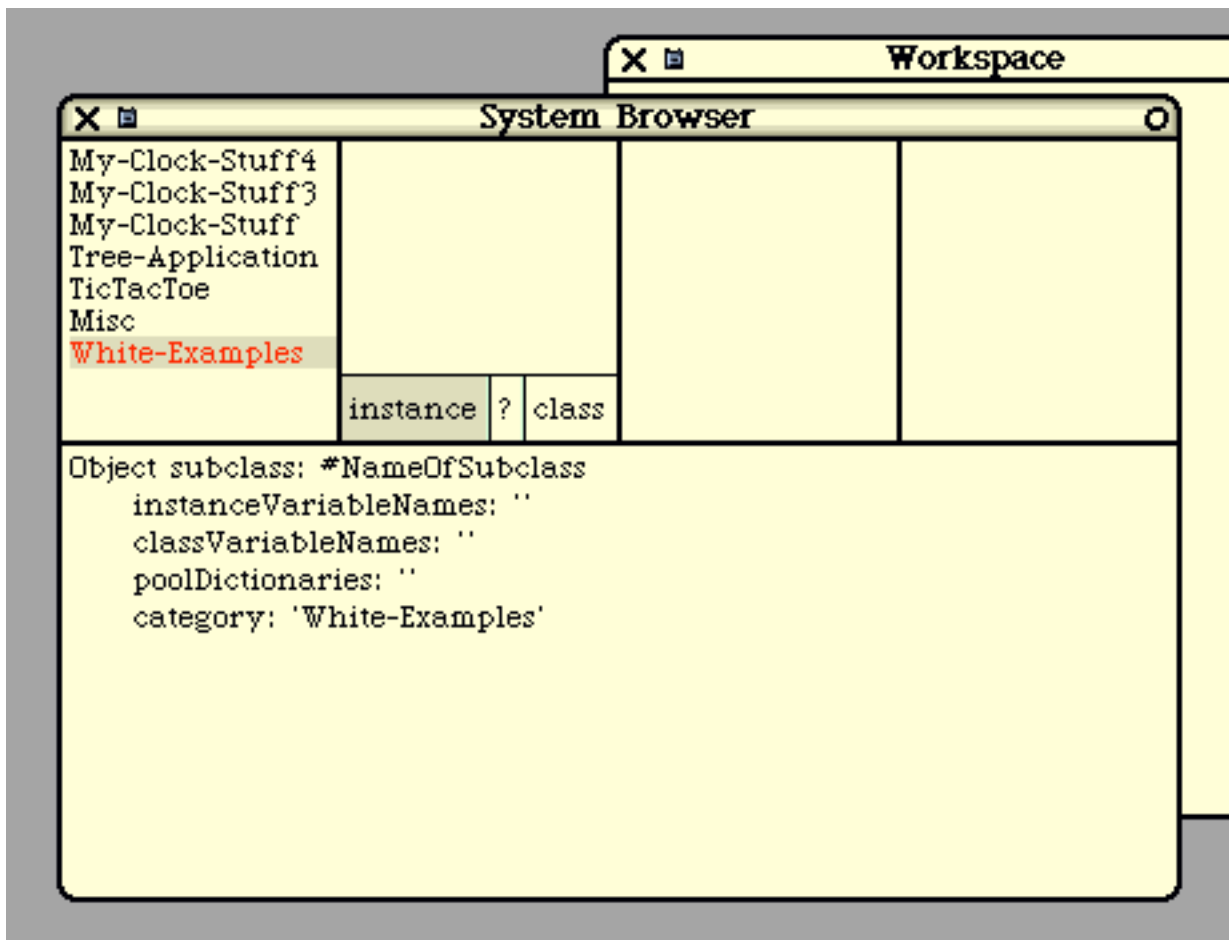 Workspace
System Browser
My-Clock-Stuff4
My-Clock-Stuff3
My-Clock-Stuff
Tree-Application
TicTacToe
Misc
White-Examples
instance ? class
Object subclass: #NameOfSubclass
instanceVariableNames: ''
classVariableNames: ''
poolDictionaries: ''
category: 'White-Examples'